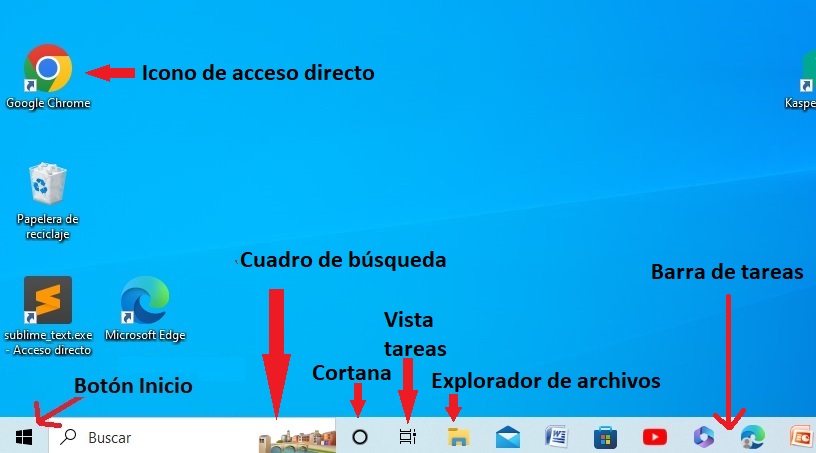 Icono de acceso directo
Google Chrome
Kaspe
Papelera de
reciclaje
Cuadro de búsqueda
Barra de tareas
sublime_text.exe
- Acceso directo
Microsoft Edge
Vista
tareas
Cortana
Explorador de archivos
Botón Inicio
Buscar